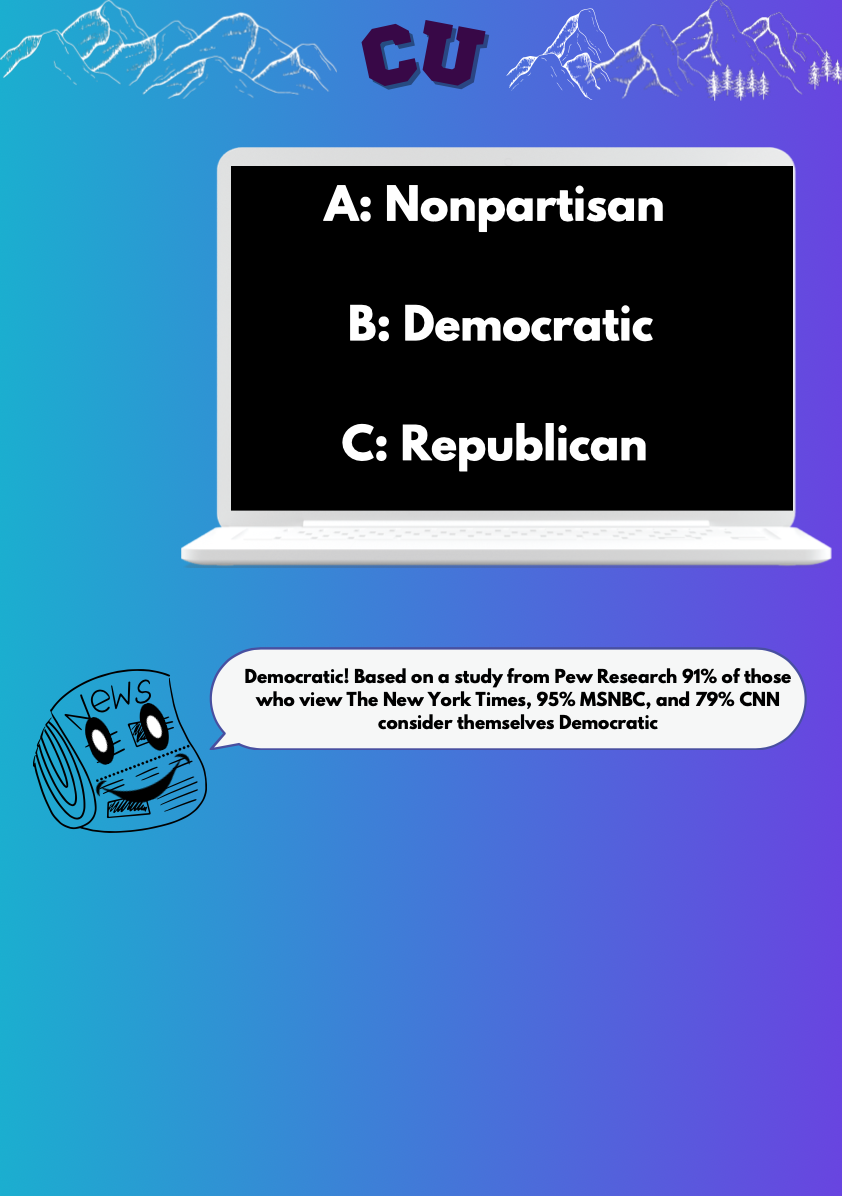 CU
A: Nonpartisan
B: Democratic
C: Republican
News
Democratic! Based on a study from Pew Research 91% of those
who view The New York Times, 95% MSNBC, and 79% CNN
consider themselves Democratic